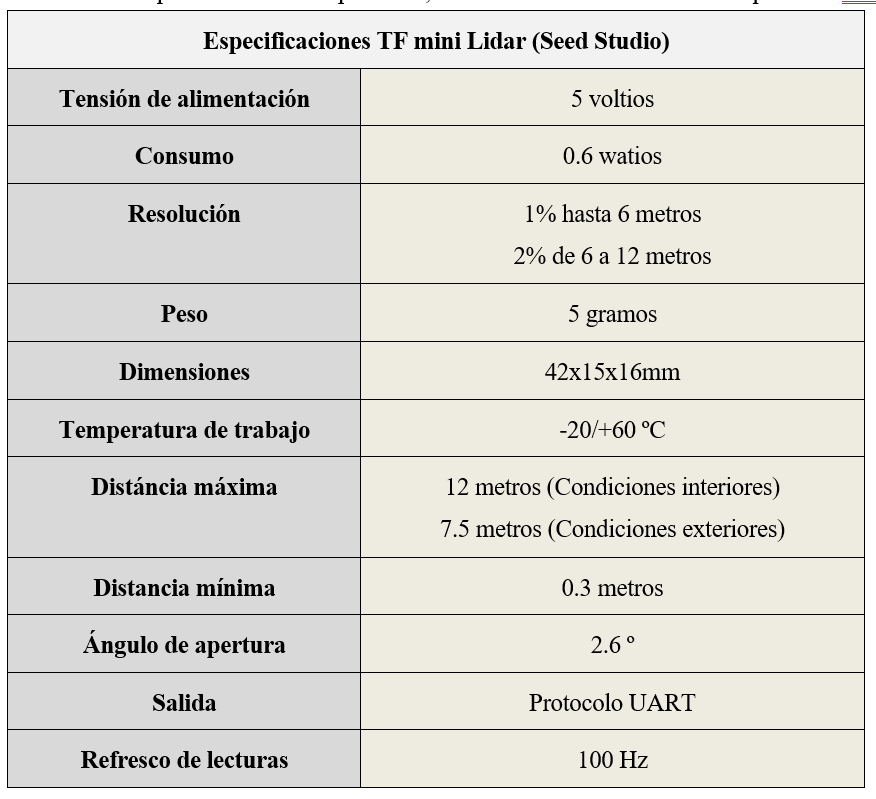 Especificaciones TF mini Lidar (Seed Studio)
Tensión de alimentación 5 voltios
Consumo 0.6 watios
Resolución 1% hasta 6 metros
2% de 6 a 12 metros
Peso 5 gramos
Dimensiones 42x15x16mm
Temperatura de trabajo -20/+60 ºC
Distáncia máxima 12 metros (Condiciones interiores)
7.5 metros (Condiciones exteriores)
Distancia mínima 0.3 metros
Ángulo de apertura 2.6 º
Salida Protocolo UART
Refresco de lecturas 100 Hz